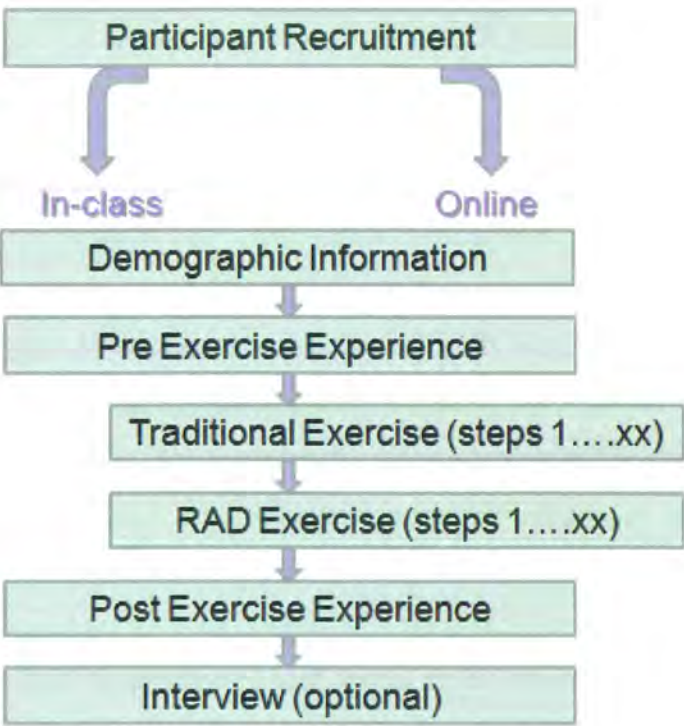 Participant Recruitment
In-class Online
Demographic Information
Pre Exercise Experience
Traditional Exercise (steps 1....xx)
RAD Exercise (steps 1....xx)
Post Exercise Experience
Interview (optional)